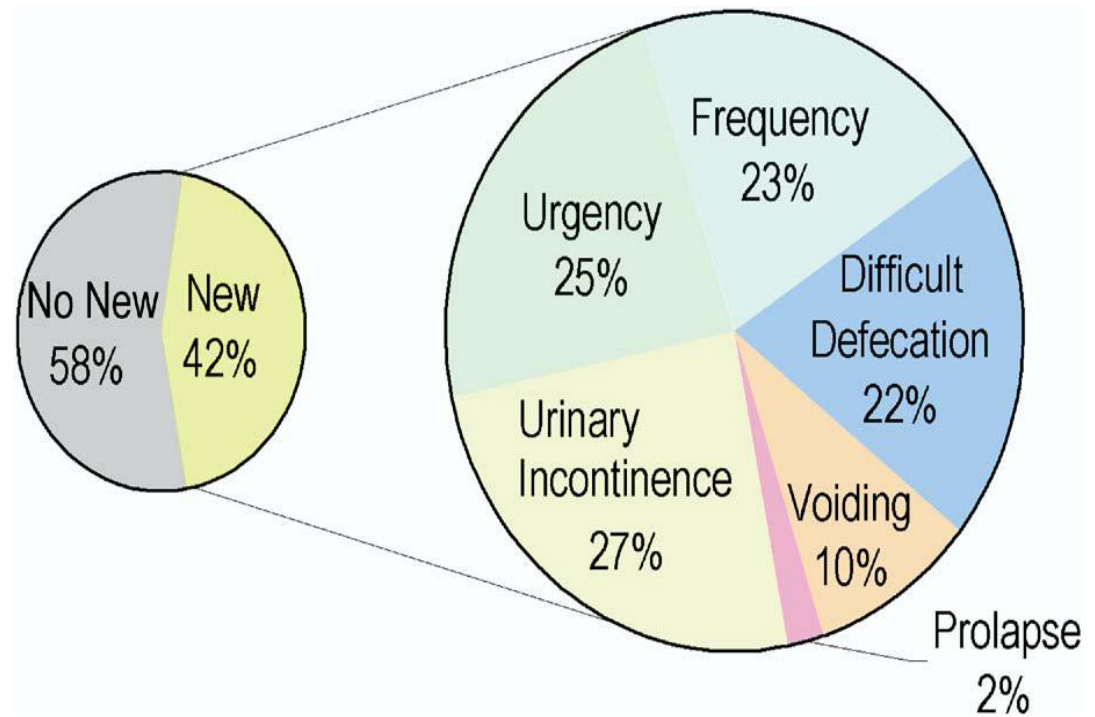 No New
58%
New
42%
Frequency
23%
Urgency
25%
Difficult
Defecation
22%
Urinary
Incontinence
27%
Voiding
10%
Prolapse
2%